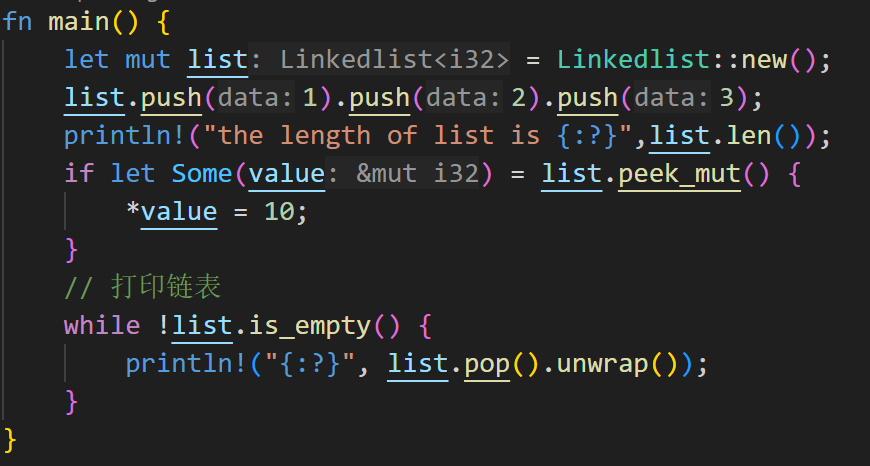 fn main() {
let mut list: Linkedlist<i32> = Linkedlist::new();
list.push(data: 1).push(data: 2).push(data: 3);
println!("the length of list is {:?}",list.len());
if let Some(value: &mut i32) = list.peek_mut() {
*value = 10;
}
// 打印链表
while !list.is_empty() {
println!("{:?}", list.pop().unwrap());
}
}